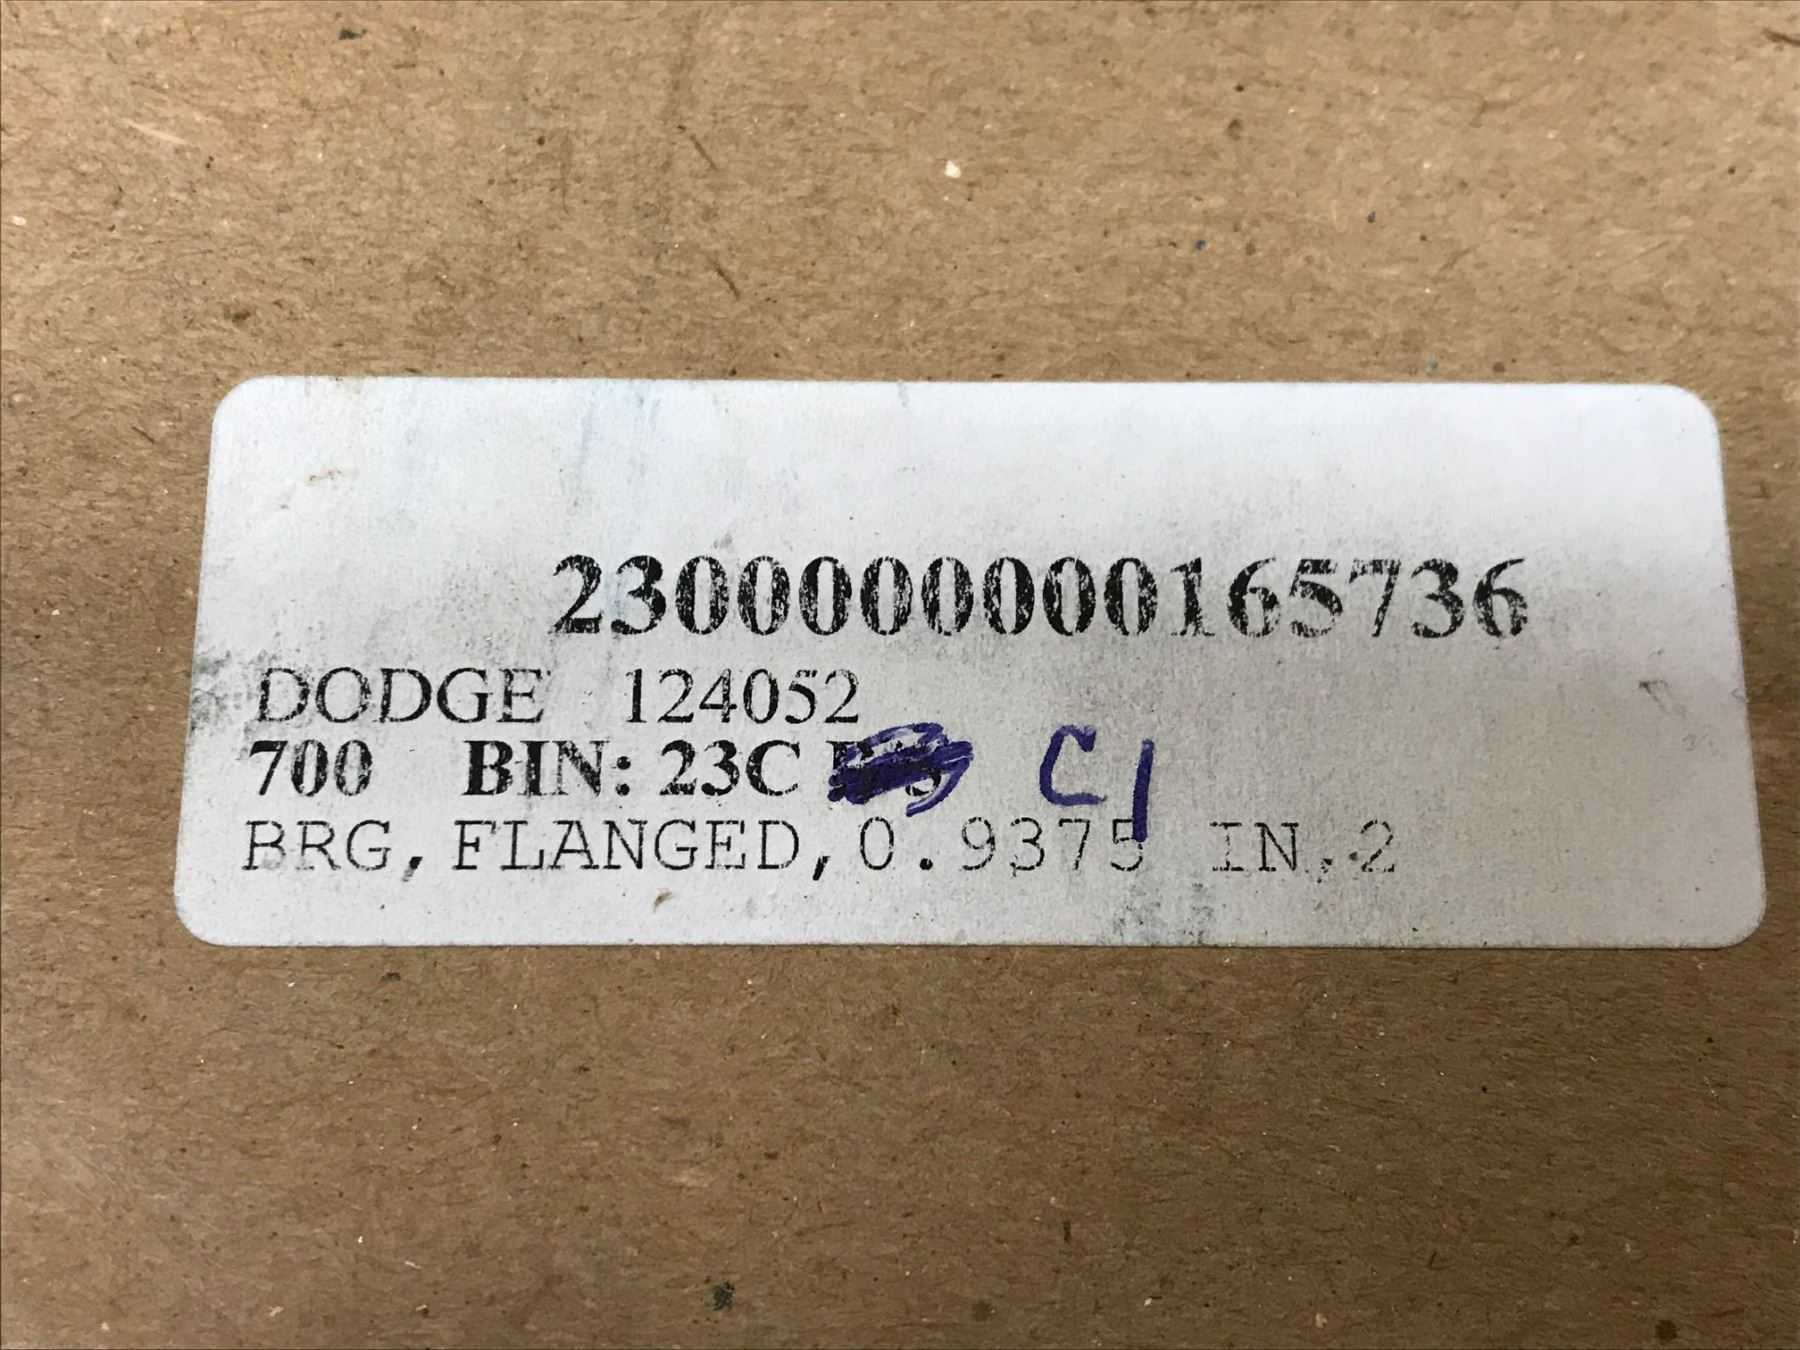 2300000000165736
DODGE 124052
700 BIN: 23C C1
BRG,FLANGED,0.9375 IN,2